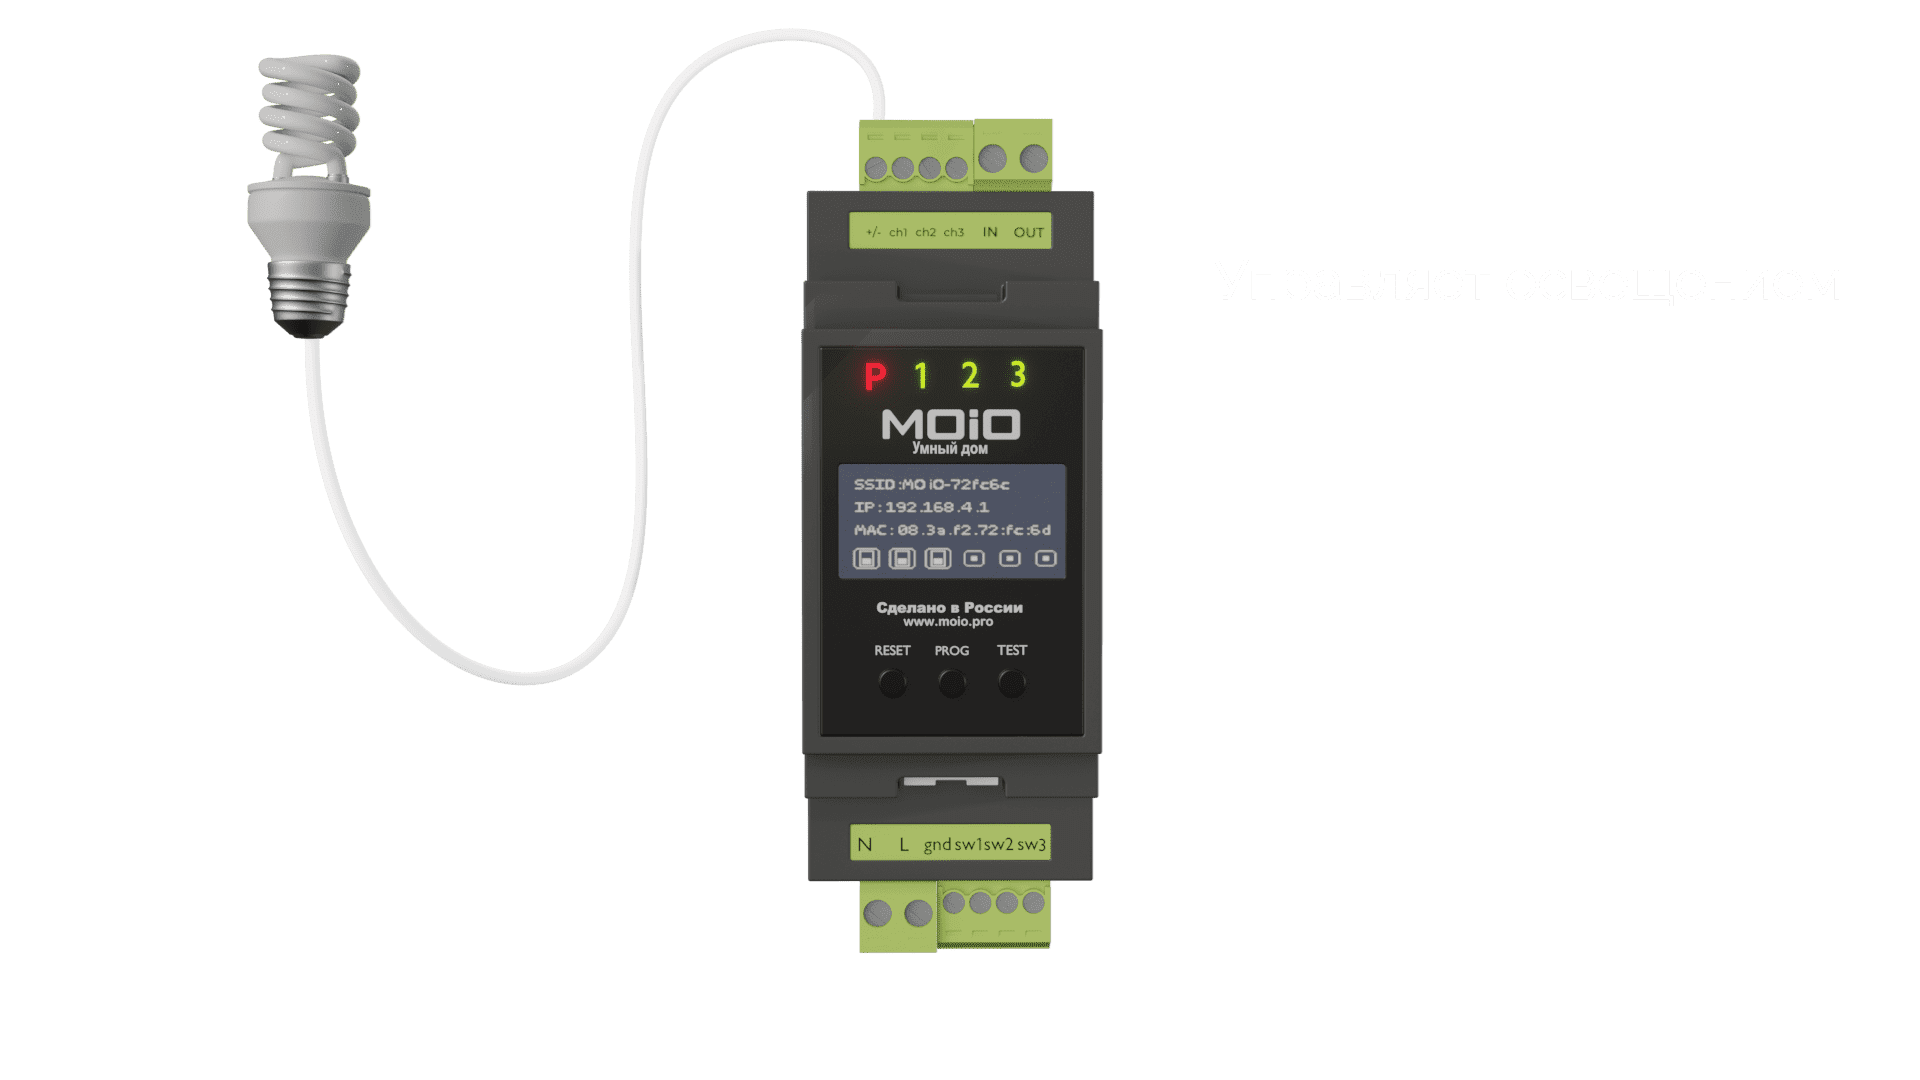 +/- ch1 ch2 ch3 IN OUT
Управляет освещением
P 1 2 3
MOiO
Умный дом
SSID:MOiO-72fc6c
IP:192.168.4.1
MAC:08.3a.f2.72:fc:6d
Сделано в России
www.moio.pro
RESET PROG TEST
N L gnd sw1 sw2 sw3